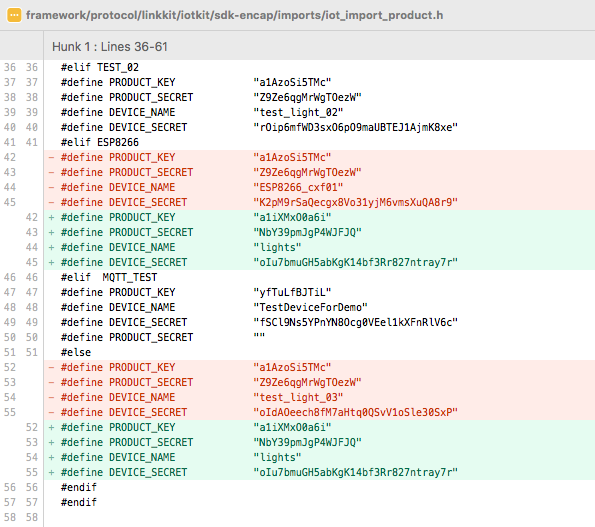 framework/protocol/linkkit/iotkit/sdk-encap/imports/iot_import_product.h
Hunk 1 : Lines 36-61
36 36 #elif TEST_02
37 37 #define PRODUCT_KEY "a1AzoSi5TMc"
38 38 #define PRODUCT_SECRET "Z9Ze6qgMrWgTOezW"
39 39 #define DEVICE_NAME "test_light_02"
40 40 #define DEVICE_SECRET "rOip6mfWD3sxO6pO9maUBTEJ1AjmK8xe"
41 41 #elif ESP8266
42 - #define PRODUCT_KEY "a1AzoSi5TMc"
43 - #define PRODUCT_SECRET "Z9Ze6qgMrWgTOezW"
44 - #define DEVICE_NAME "ESP8266_cxf01"
45 - #define DEVICE_SECRET "K2pM9rSaQecgx8Vo31yjM6vmsXuQA8r9"
42 + #define PRODUCT_KEY "a1iXMxO0a6i"
43 + #define PRODUCT_SECRET "NbY39pmJgP4WJFJQ"
44 + #define DEVICE_NAME "lights"
45 + #define DEVICE_SECRET "oIu7bmuGH5abKgK14bf3Rr827ntray7r"
46 46 #elif  MQTT_TEST
47 47 #define PRODUCT_KEY "yfTuLfBJTiL"
48 48 #define DEVICE_NAME "TestDeviceForDemo"
49 49 #define DEVICE_SECRET "fSCl9Ns5YPnYN8Ocg0VEel1kXFnRlV6c"
50 50 #define PRODUCT_SECRET ""
51 51 #else
52 - #define PRODUCT_KEY "a1AzoSi5TMc"
53 - #define PRODUCT_SECRET "Z9Ze6qgMrWgTOezW"
54 - #define DEVICE_NAME "test_light_03"
55 - #define DEVICE_SECRET "oIdAOeech8fM7aHtq0QSvV1oSle30SxP"
52 + #define PRODUCT_KEY "a1iXMxO0a6i"
53 + #define PRODUCT_SECRET "NbY39pmJgP4WJFJQ"
54 + #define DEVICE_NAME "lights"
55 + #define DEVICE_SECRET "oIu7bmuGH5abKgK14bf3Rr827ntray7r"
56 56 #endif
57 57 #endif
58 58